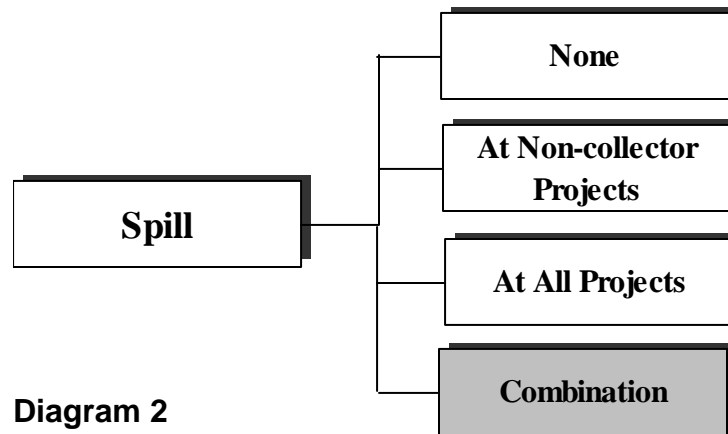 None
At Non-collector
Projects
Spill
At All Projects
Combination
Diagram 2